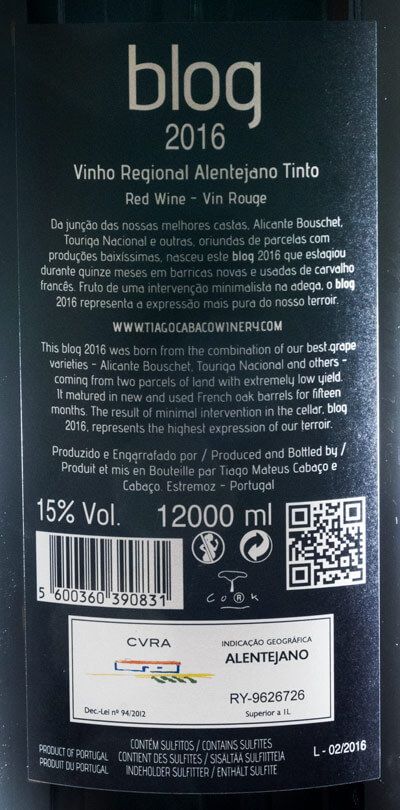 blog
2016
Vinho Regional Alentejano Tinto
Red Wine - Vin Rouge
Da junção das nossas melhores castas, Alicante Bouschet,
Touriga Nacional e outras, oriundas de parcelas com
produções baixíssimas, nasceu este blog 2016 que estagiou
durante quinze meses em barricas novas e usadas de carvalho
francês. Fruto de uma intervenção minimalista na adega, o blog
2016 representa a expressão mais pura do nosso terroir.
WWW.TIAGOCABACOWINERY.COM
This blog 2016 was born from the combination of our best grape
varieties - Alicante Bouschet, Touriga Nacional and others -
coming from two parcels of land with extremely low yield.
It matured in new and used French oak barrels for fifteen
months. The result of minimal intervention in the cellar, blog
2016, represents the highest expression of our terroir.
Produzido e Engarrafado por / Produced and Bottled by /
Produit et mis en Bouteille par Tiago Mateus Cabaço e
Cabaço. Estremoz - Portugal
15% Vol. 12000 ml
5 600360 390831
CORK
CVRA
Dec.-Lei nº 94/2012
INDICAÇÃO GEOGRÁFICA
ALENTEJANO
RY-9626726
Superior a 1L
PRODUCT OF PORTUGAL
PRODUIT DU PORTUGAL
CONTÉM SULFITOS / CONTAINS SULFITES
CONTIENT DES SULFITES / SISÄLTÄÄ SULFIITTEJA
INDEHOLDER SULFITTER / ENTHÄLT SULFITE
L - 02/2016